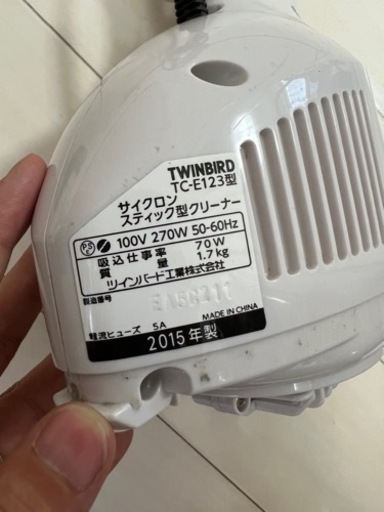 TWINBIRD
TC-E123型
サイクロン
スティック型クリーナー
PSE 100V 270W 50-60Hz
吸込仕事率 70W
質量 1.7kg
ツインバード工業株式会社
製造番号
電流ヒューズ 5A MADE IN CHINA
2015年製